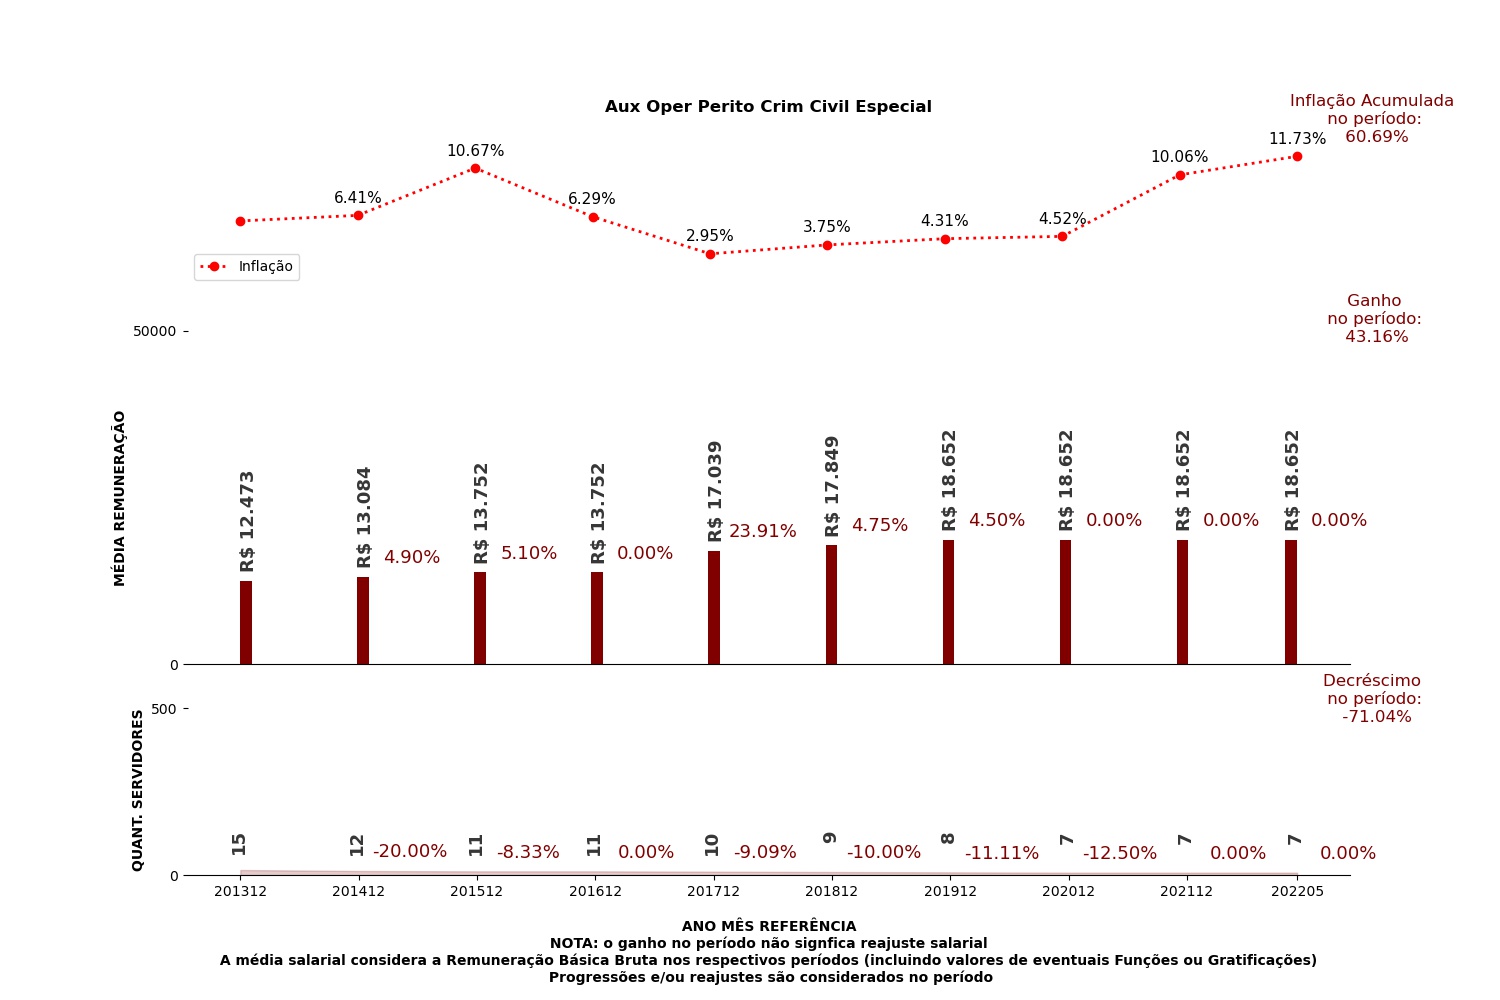 Aux Oper Perito Crim Civil Especial
Inflação Acumulada
no período:
60.69%
6.41%
10.67%
6.29%
2.95%
3.75%
4.31%
4.52%
10.06%
11.73%
Inflação
Ganho
no período:
43.16%
50000
0
MÉDIA REMUNERAÇÃO
R$ 12.473
R$ 13.084
R$ 13.752
R$ 13.752
R$ 17.039
R$ 17.849
R$ 18.652
R$ 18.652
R$ 18.652
R$ 18.652
4.90%
5.10%
0.00%
23.91%
4.75%
4.50%
0.00%
0.00%
0.00%
Decréscimo
no período:
-71.04%
500
0
QUANT. SERVIDORES
15
12
11
11
10
9
8
7
7
7
-20.00%
-8.33%
0.00%
-9.09%
-10.00%
-11.11%
-12.50%
0.00%
0.00%
201312
201412
201512
201612
201712
201812
201912
202012
202112
202205
ANO MÊS REFERÊNCIA
NOTA: o ganho no período não signfica reajuste salarial
A média salarial considera a Remuneração Básica Bruta nos respectivos períodos (incluindo valores de eventuais Funções ou Gratificações)
Progressões e/ou reajustes são considerados no período